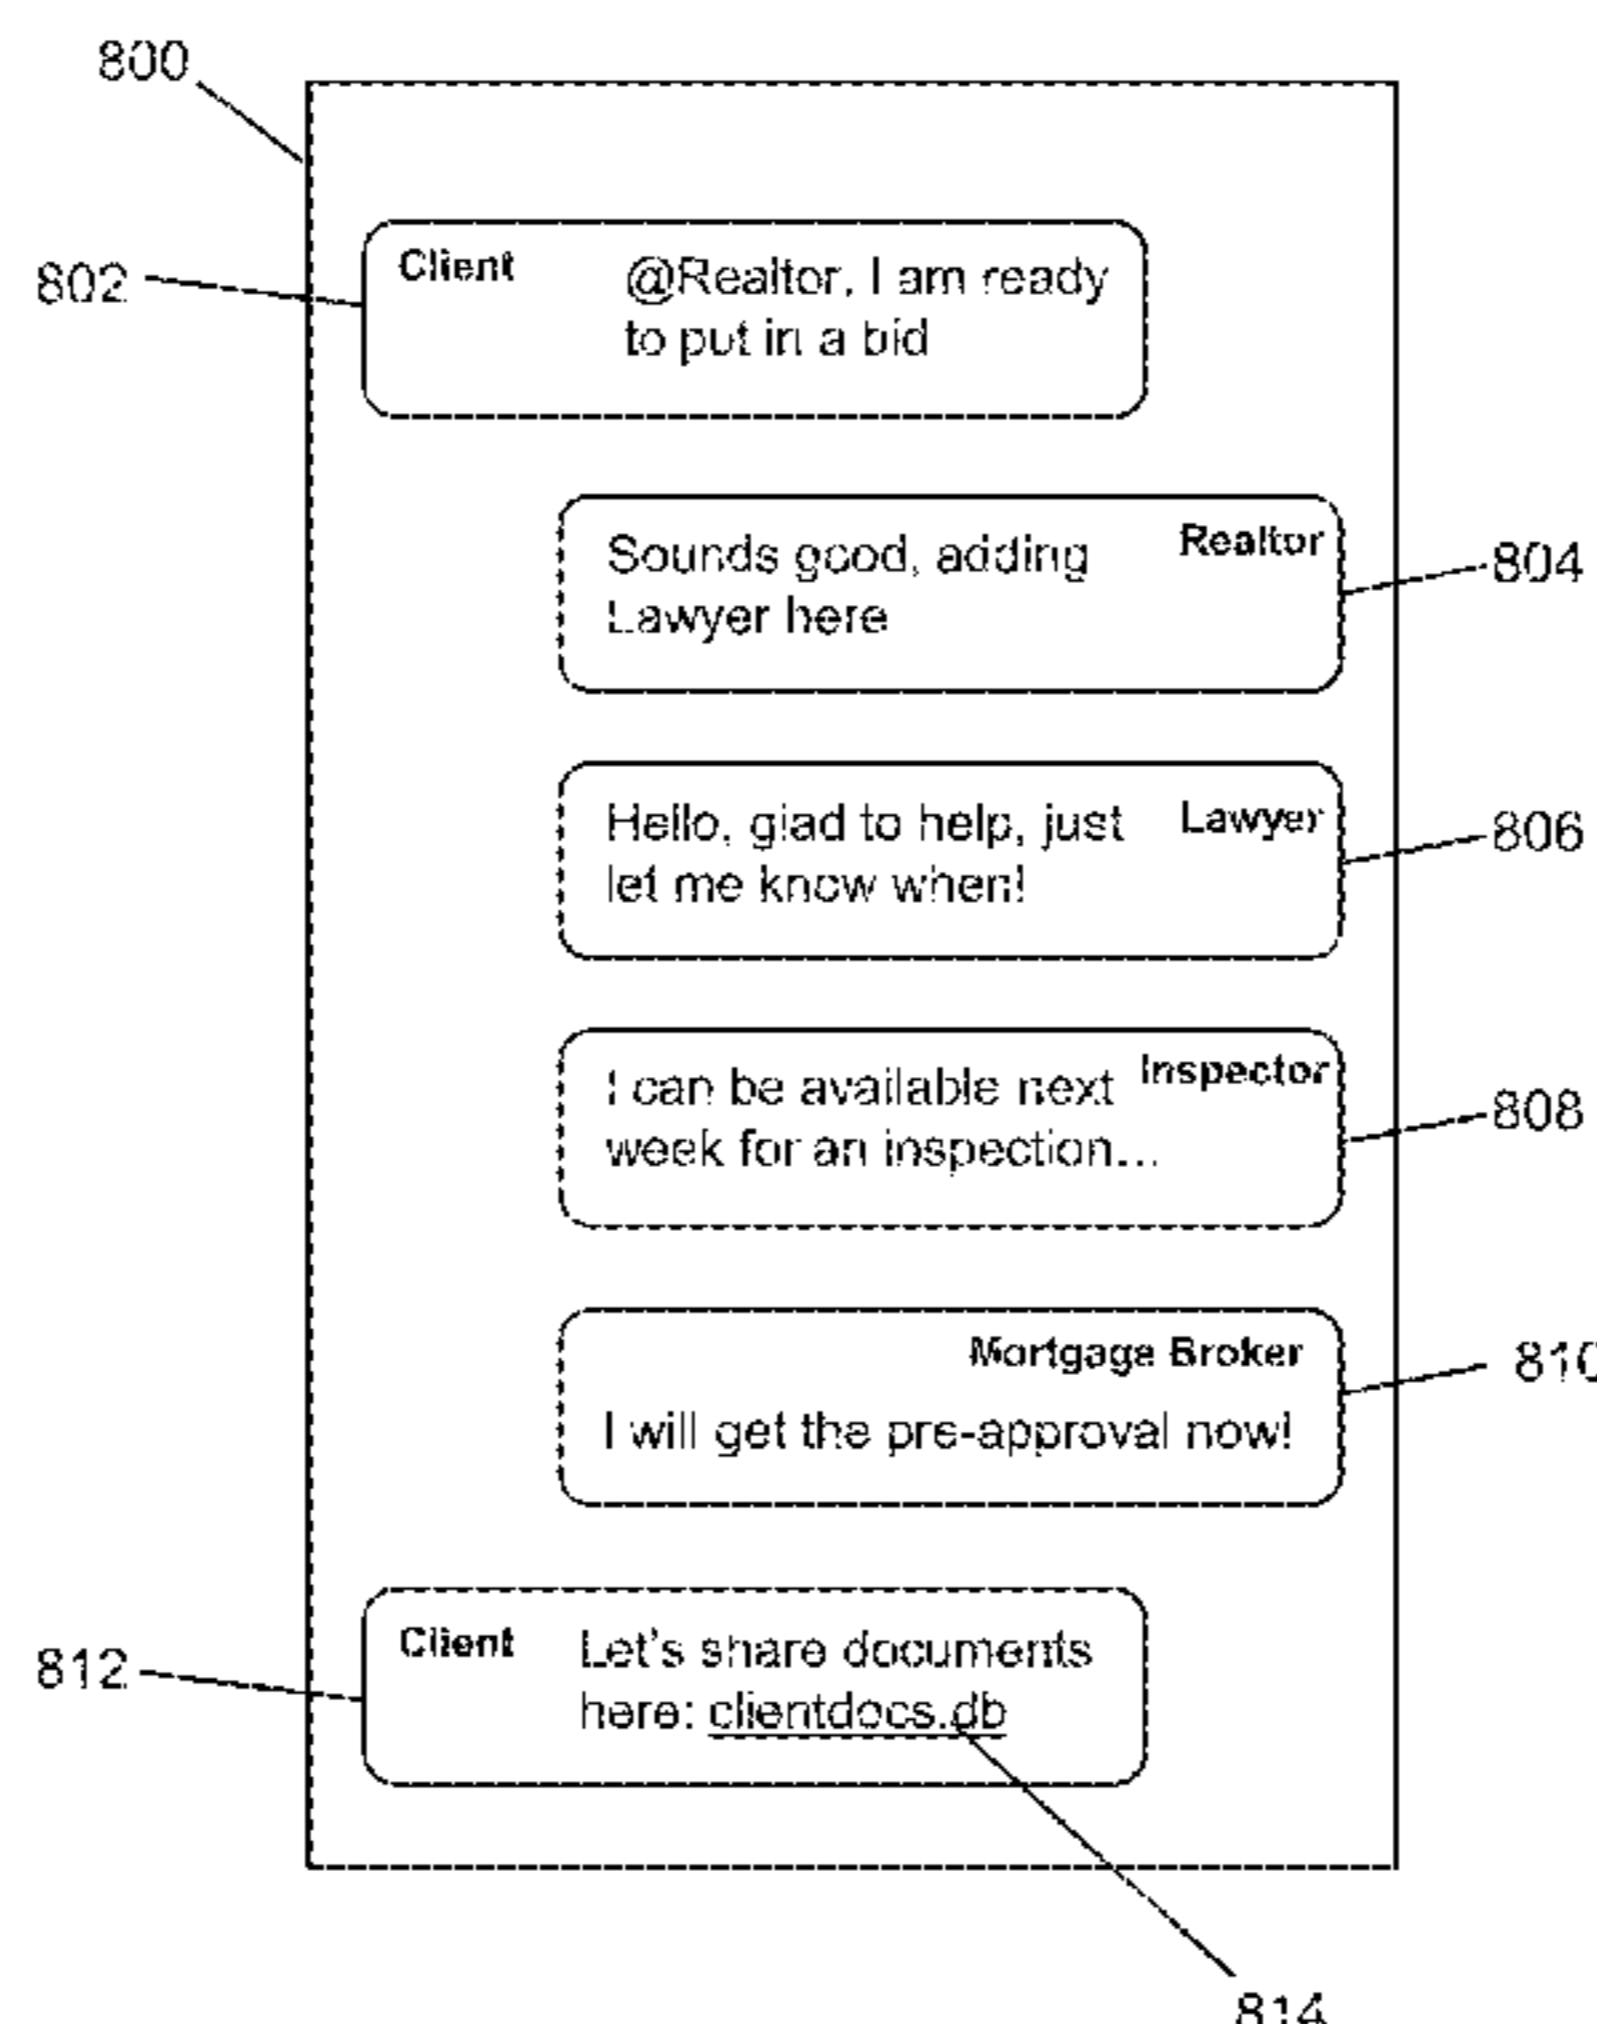 800
802
Client
@Realtor, I am ready
to put in a bid
Realtor
Sounds good, adding
Lawyer here
804
Lawyer
Hello, glad to help, just
let me know when!
806
Inspector
I can be available next
week for an inspection...
808
Mortgage Broker
I will get the pre-approval now!
810
812
Client
Let's share documents
here: clientdocs.db
814